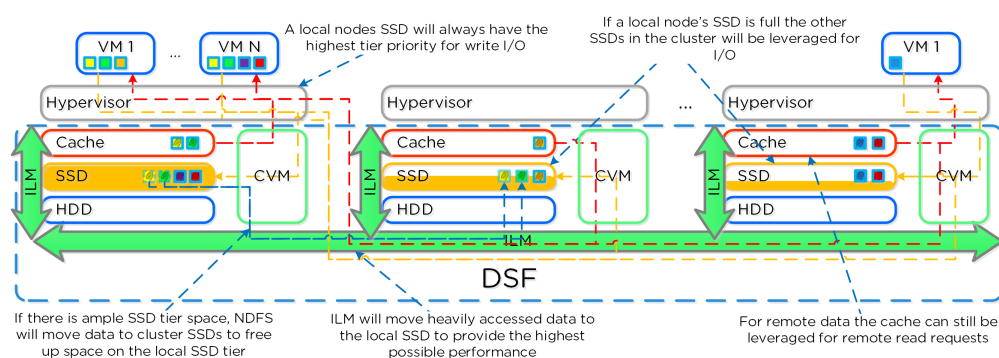 A local nodes SSD will always have the
highest tier priority for write I/O
If a local node's SSD is full the other
SSDs in the cluster will be leveraged for
I/O
VM 1
...
VM N
VM 1
Hypervisor
Hypervisor
...
Hypervisor
ILM
Cache
SSD
HDD
CVM
ILM
Cache
SSD
HDD
CVM
ILM
Cache
SSD
HDD
CVM
ILM
DSF
If there is ample SSD tier space, NDFS
will move data to cluster SSDs to free
up space on the local SSD tier
ILM will move heavily accessed data to
the local SSD to provide the highest
possible performance
For remote data the cache can still be
leveraged for remote read requests